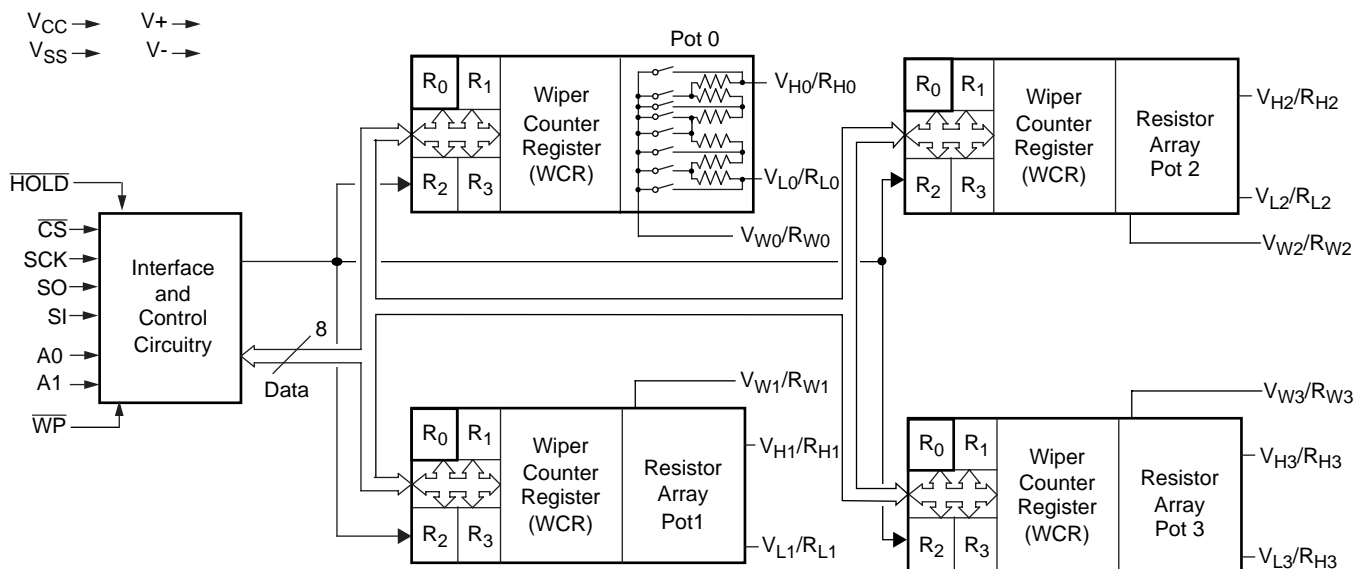 VCC V+
VSS V-
Pot 0
R0 R1
R2 R3
Wiper
Counter
Register
(WCR)
VH0/RH0
VL0/RL0
VW0/RW0
R0 R1
R2 R3
Wiper
Counter
Register
(WCR)
Resistor
Array
Pot 2
VH2/RH2
VL2/RL2
VW2/RW2
HOLD
CS
SCK
SO
SI
A0
A1
WP
Interface
and
Control
Circuitry
8
Data
R0 R1
R2 R3
Wiper
Counter
Register
(WCR)
Resistor
Array
Pot1
VW1/RW1
VH1/RH1
VL1/RL1
R0 R1
R2 R3
Wiper
Counter
Register
(WCR)
Resistor
Array
Pot 3
VW3/RW3
VH3/RH3
VL3/RH3